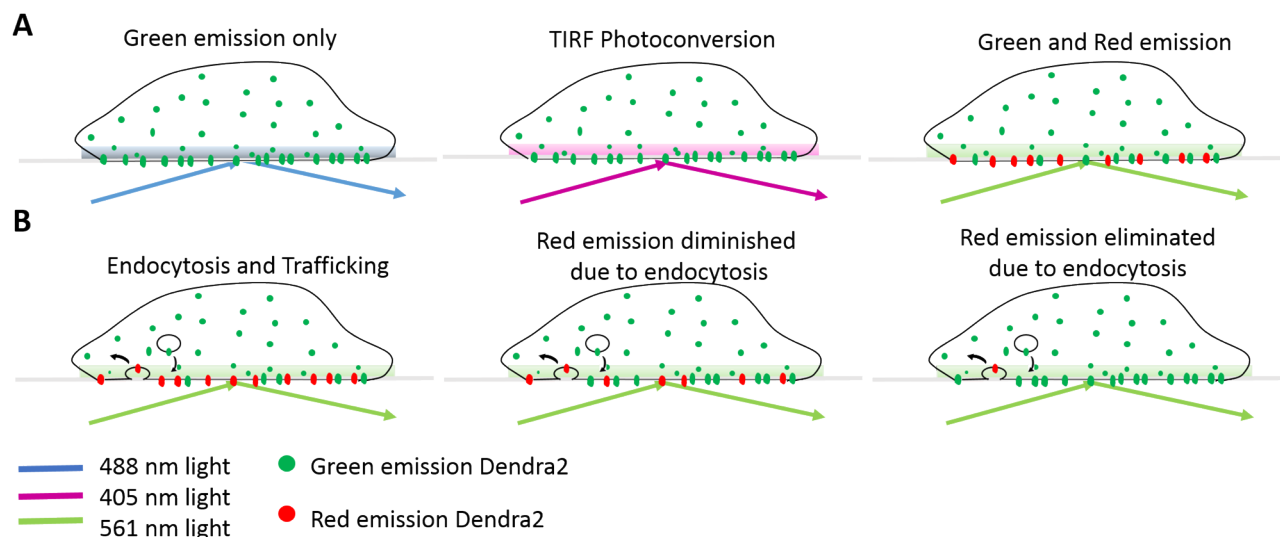 A
Green emission only
TIRF Photoconversion
Green and Red emission
B
Endocytosis and Trafficking
Red emission diminished
due to endocytosis
Red emission eliminated
due to endocytosis
488 nm light
405 nm light
561 nm light
Green emission Dendra2
Red emission Dendra2